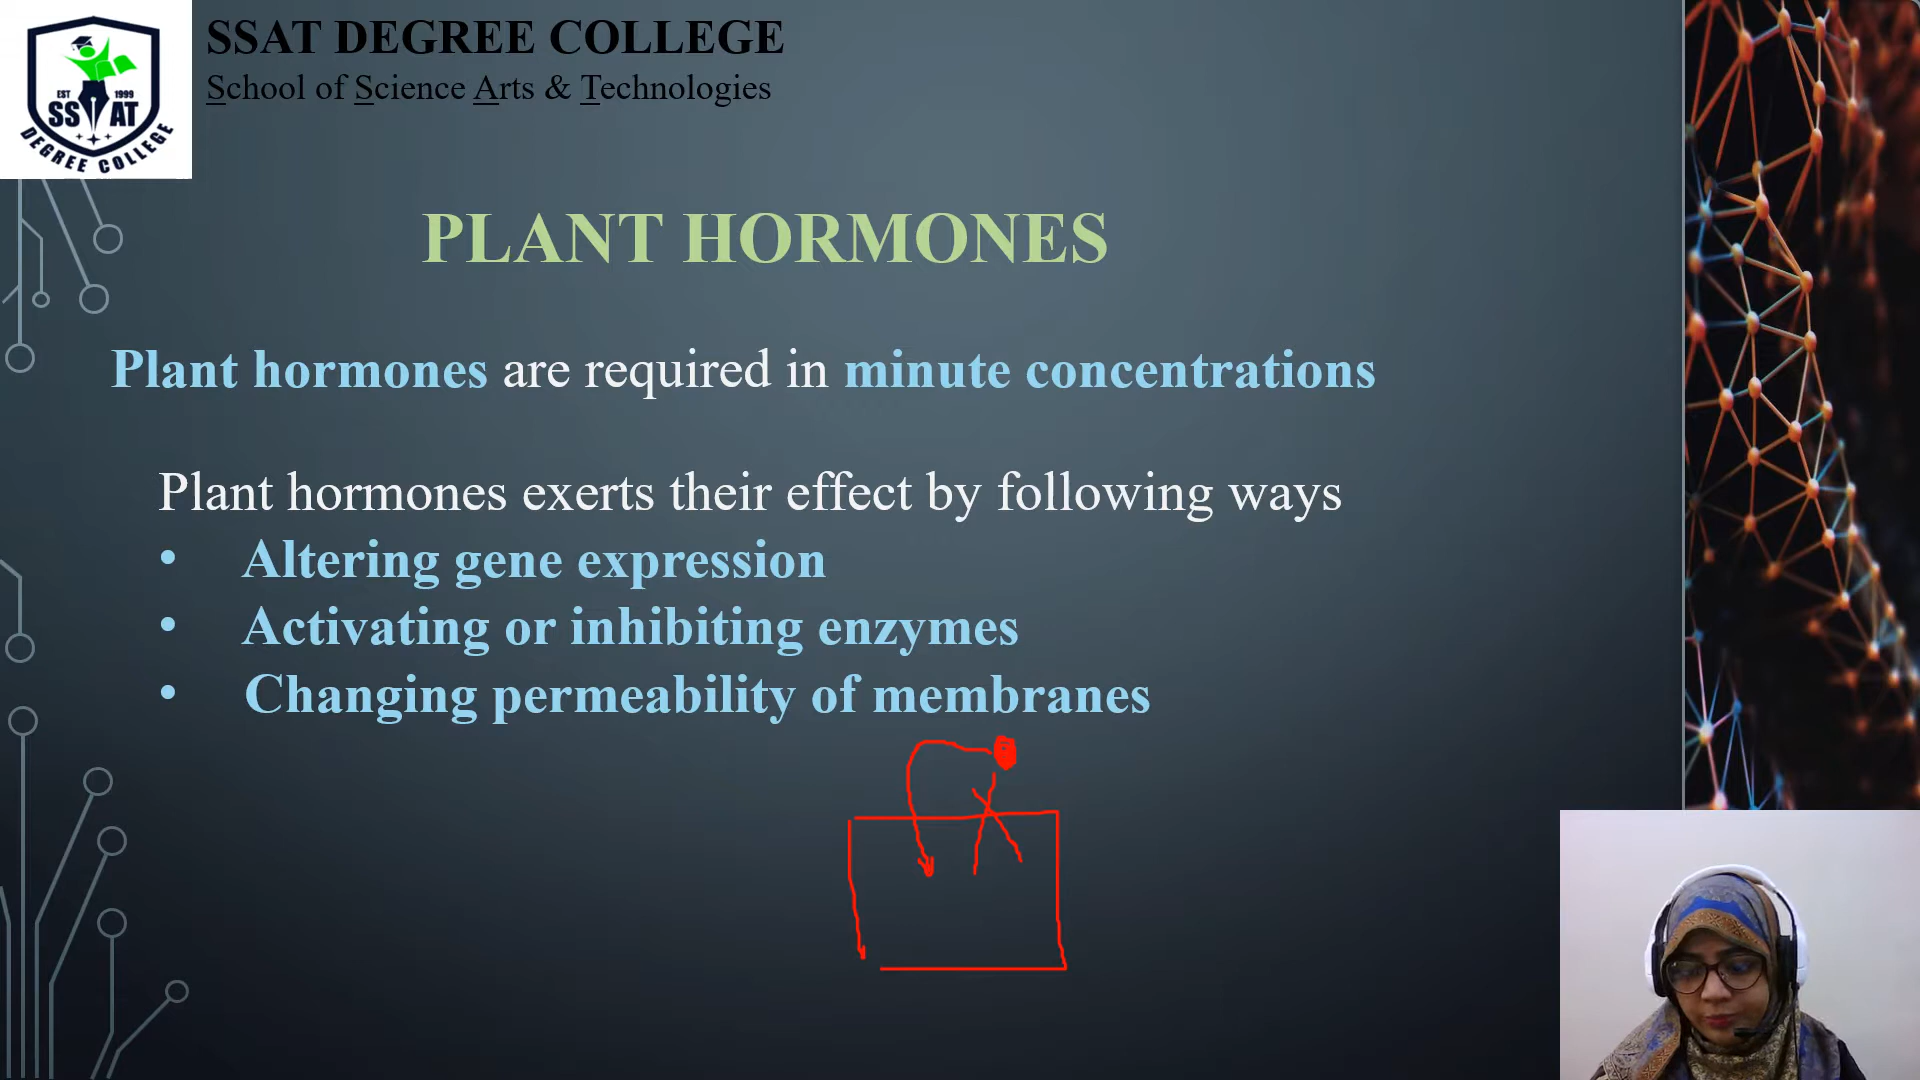 SSAT DEGREE COLLEGE
School of Science Arts & Technologies
EST 1999
SSAT
DEGREE COLLEGE
PLANT HORMONES
Plant hormones are required in minute concentrations
Plant hormones exerts their effect by following ways
• Altering gene expression
• Activating or inhibiting enzymes
• Changing permeability of membranes